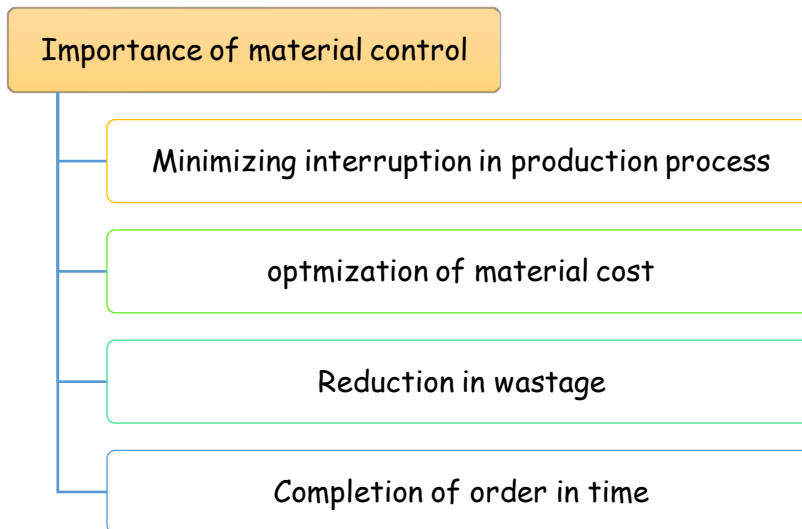 Importance of material control
Minimizing interruption in production process
optmization of material cost
Reduction in wastage
Completion of order in time